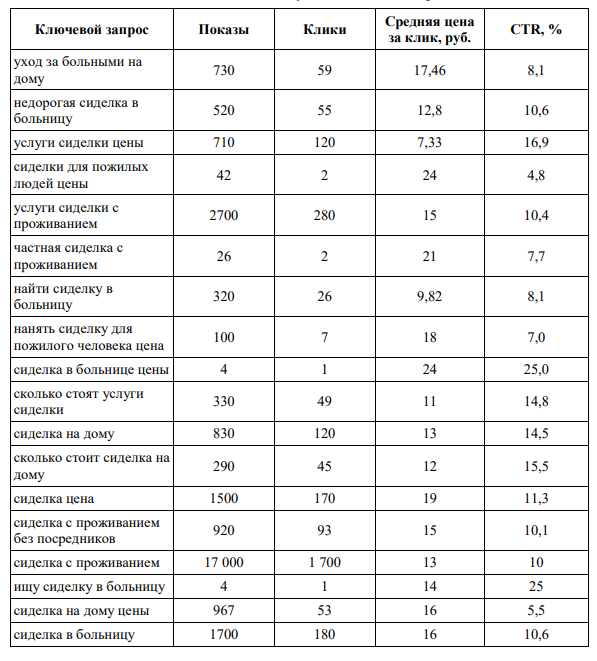 Ключевой запрос Показы Клики Средняя цена за клик, руб. CTR, %
уход за больными на дому 730 59 17,46 8,1
недорогая сиделка в больницу 520 55 12,8 10,6
услуги сиделки цены 710 120 7,33 16,9
сиделки для пожилых людей цены 42 2 24 4,8
услуги сиделки с проживанием 2700 280 15 10,4
частная сиделка с проживанием 26 2 21 7,7
найти сиделку в больницу 320 26 9,82 8,1
нанять сиделку для пожилого человека цена 100 7 18 7,0
сиделка в больнице цены 4 1 24 25,0
сколько стоят услуги сиделки 330 49 11 14,8
сиделка на дому 830 120 13 14,5
сколько стоит сиделка на дому 290 45 12 15,5
сиделка цена 1500 170 19 11,3
сиделка с проживанием без посредников 920 93 15 10,1
сиделка с проживанием 17 000 1 700 13 10
ищу сиделку в больницу 4 1 14 25
сиделка на дому цены 967 53 16 5,5
сиделка в больницу 1700 180 16 10,6